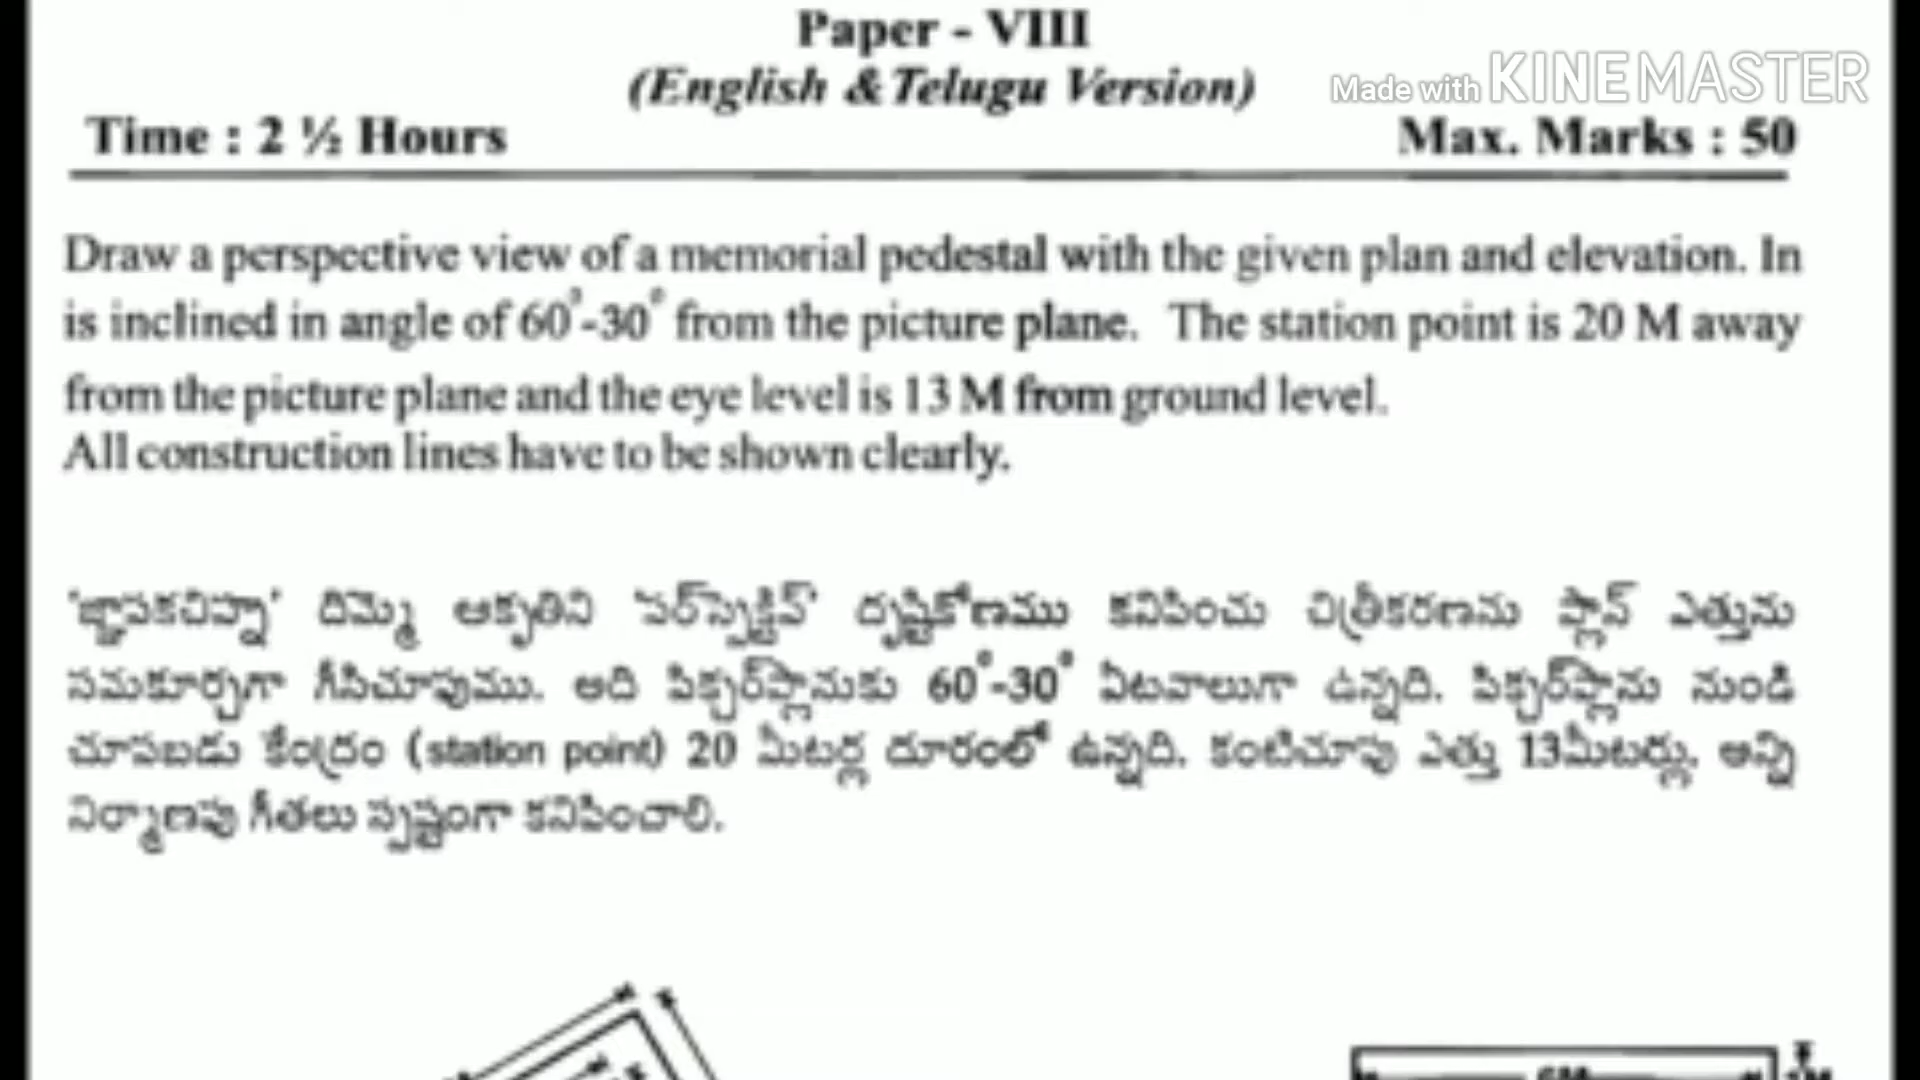 Paper - VIII
(English & Telugu Version)
Made with KINEMASTER
Time : 2 ½ Hours
Max. Marks : 50
Draw a perspective view of a memorial pedestal with the given plan and elevation. In
is inclined in angle of 60°-30° from the picture plane. The station point is 20 M away
from the picture plane and the eye level is 13 M from ground level.
All construction lines have to be shown clearly.
'జ్ఞాపకచిహ్న' దిమ్మె ఆకృతిని 'పర్‌స్పెక్టివ్' దృష్టికోణము కనిపించు చిత్రీకరణను ప్లాన్ ఎత్తును
సమకూర్చగా గీసిచూపుము. అది పిక్చర్‌ప్లానుకు 60°-30° ఏటవాలుగా ఉన్నది. పిక్చర్‌ప్లాను నుండి
చూపబడు కేంద్రం (station point) 20 మీటర్ల దూరంలో ఉన్నది. కంటిచూపు ఎత్తు 13మీటర్లు. అన్ని
నిర్మాణపు గీతలు స్పష్టంగా కనిపించాలి.